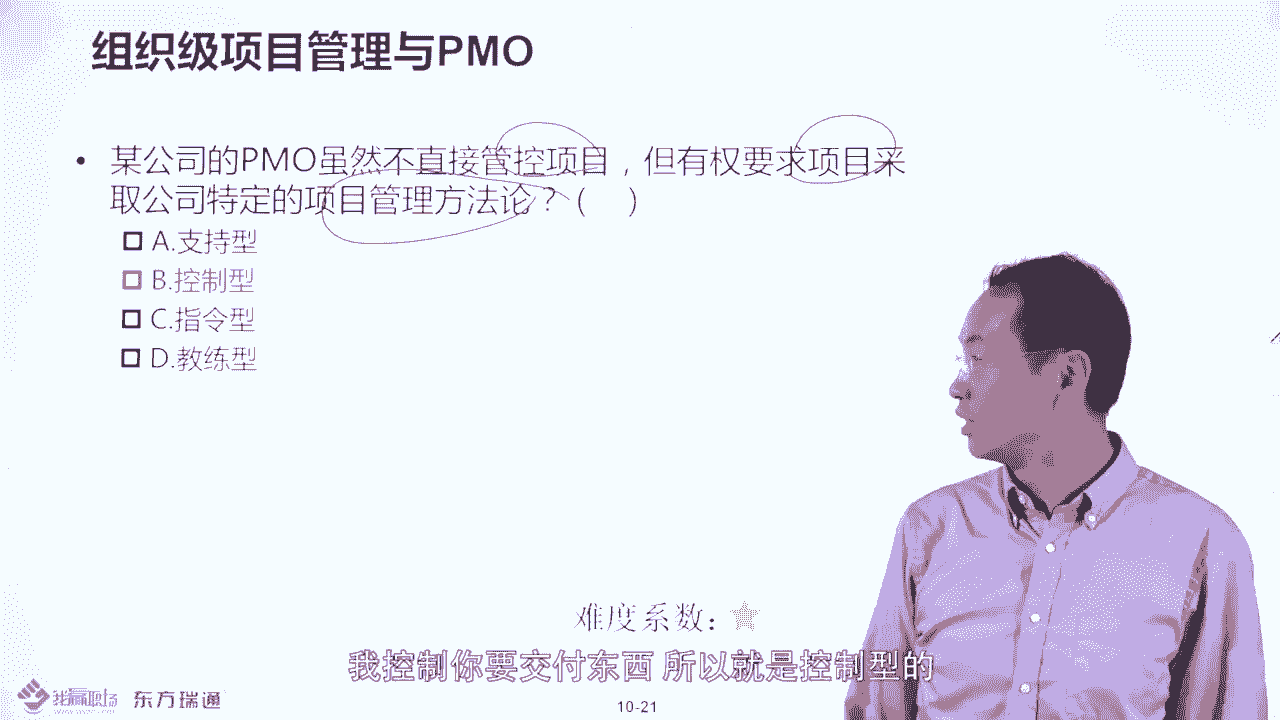 组织级项目管理与PMO
• 某公司的PMO虽然不直接管控项目，但有权要求项目采
取公司特定的项目管理方法论？（ ）
A.支持型
B.控制型
C.指令型
D.教练型
难度系数：
我控制你要交付东西 所以就是控制型的
我赢职场 东方瑞通
10-21